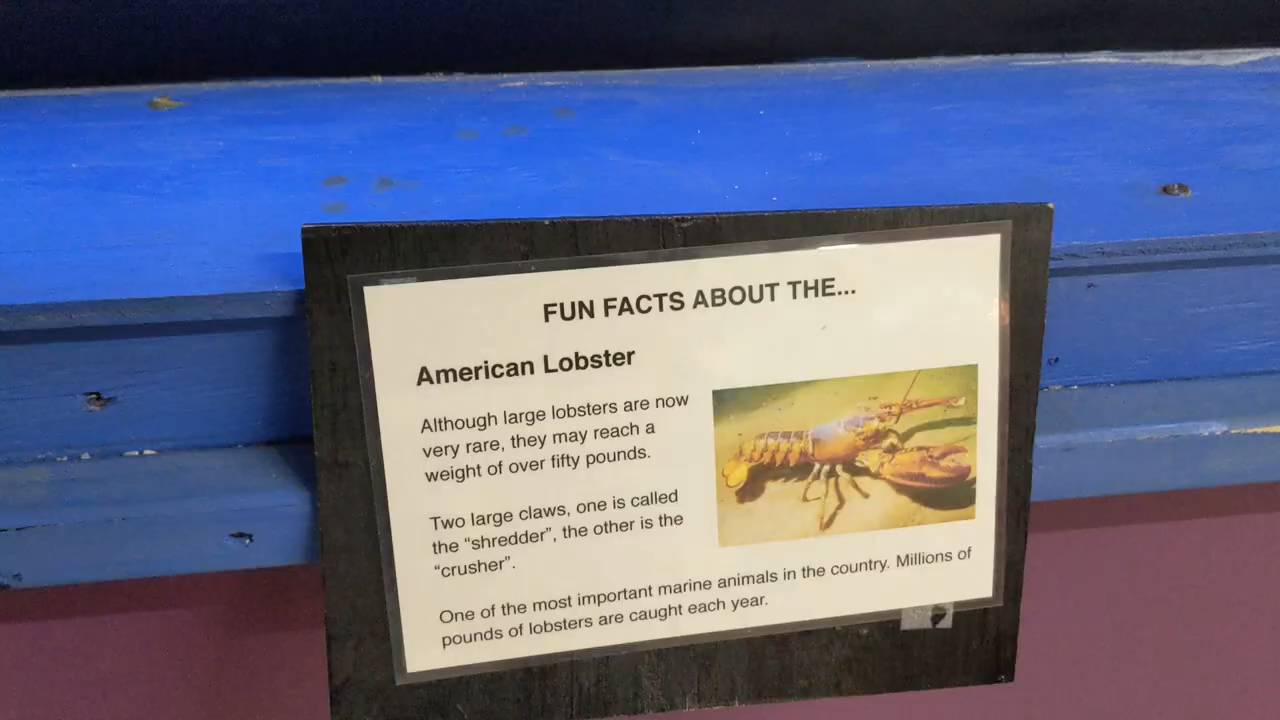 FUN FACTS ABOUT THE...
American Lobster
Although large lobsters are now
very rare, they may reach a
weight of over fifty pounds.
Two large claws, one is called
the “shredder”, the other is the
“crusher”.
One of the most important marine animals in the country. Millions of
pounds of lobsters are caught each year.